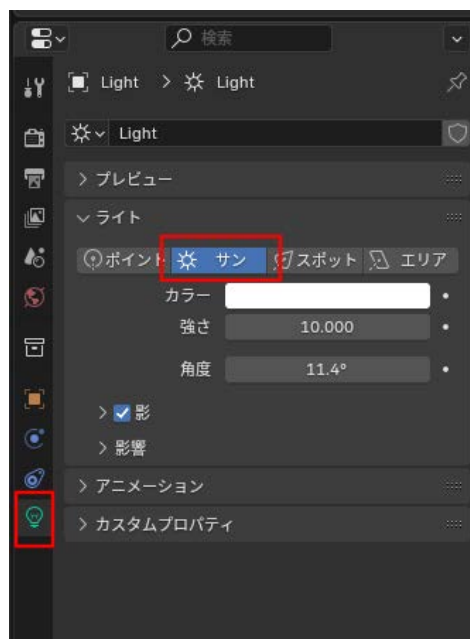 検索
Light > Light
Light
プレビュー
ライト
ポイント サン スポット エリア
カラー
強さ 10.000
角度 11.4°
影
影響
アニメーション
カスタムプロパティ